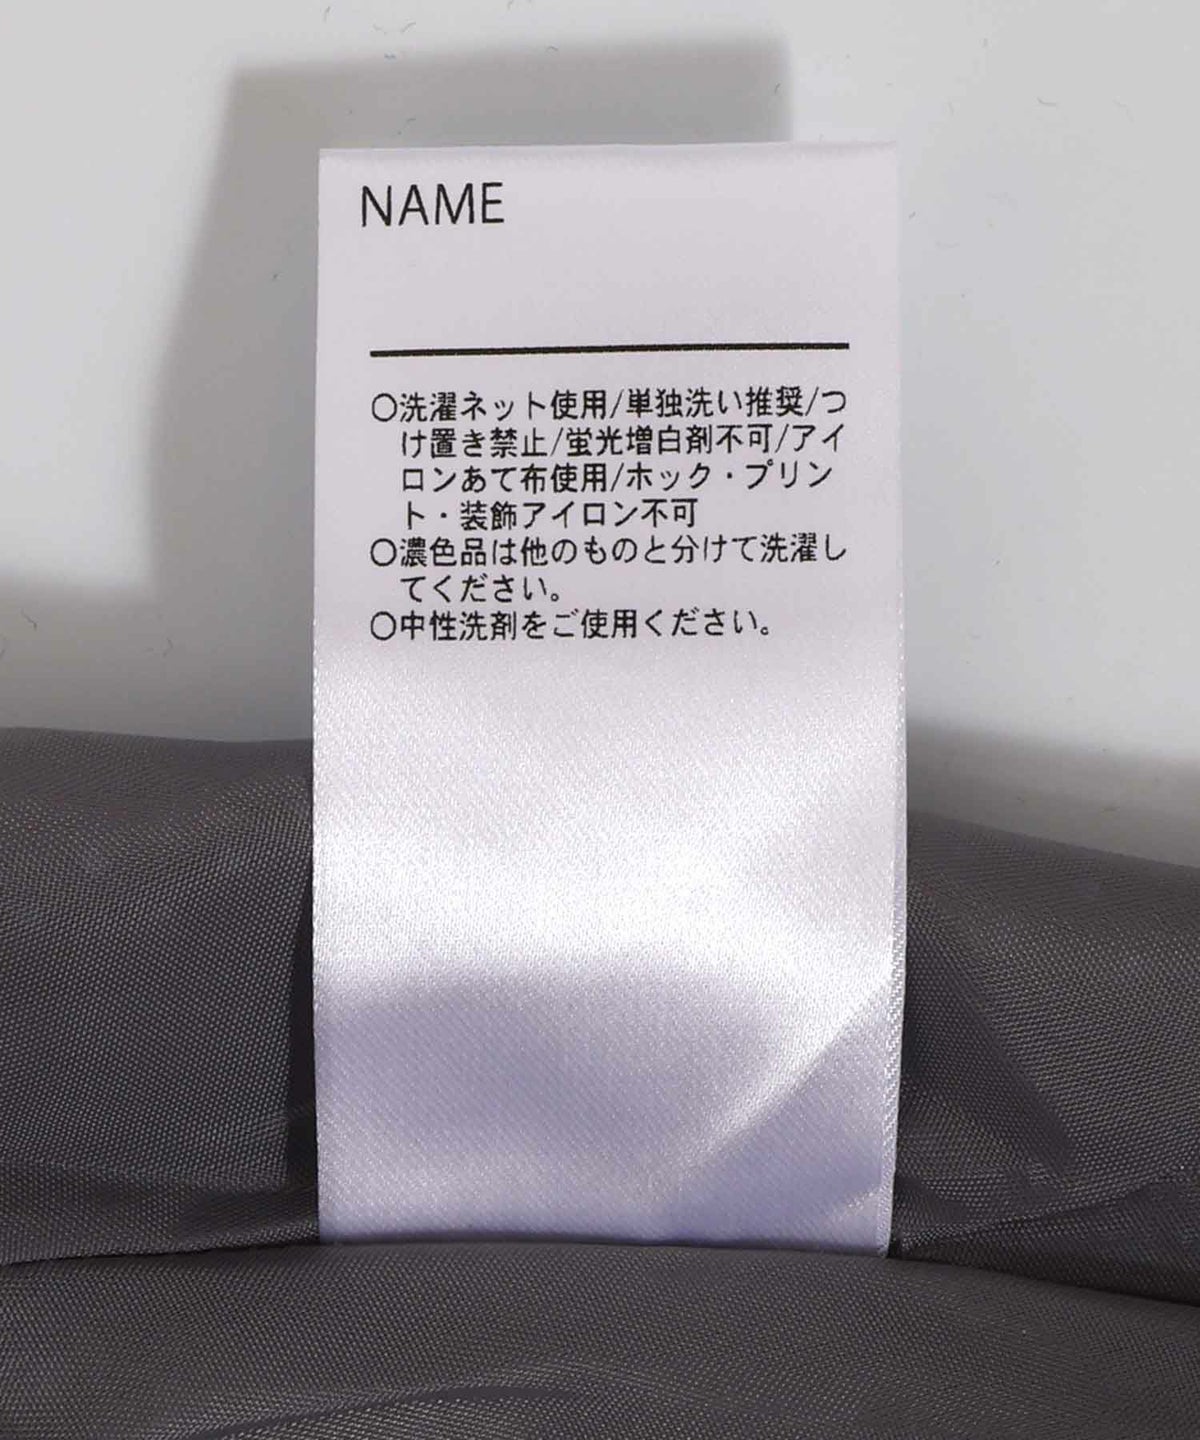 NAME
○洗濯ネット使用/単独洗い推奨/つ
け置き禁止/蛍光増白剤不可/アイ
ロンあて布使用/ホック・プリン
ト・装飾アイロン不可
○濃色品は他のものと分けて洗濯し
てください。
○中性洗剤をご使用ください。